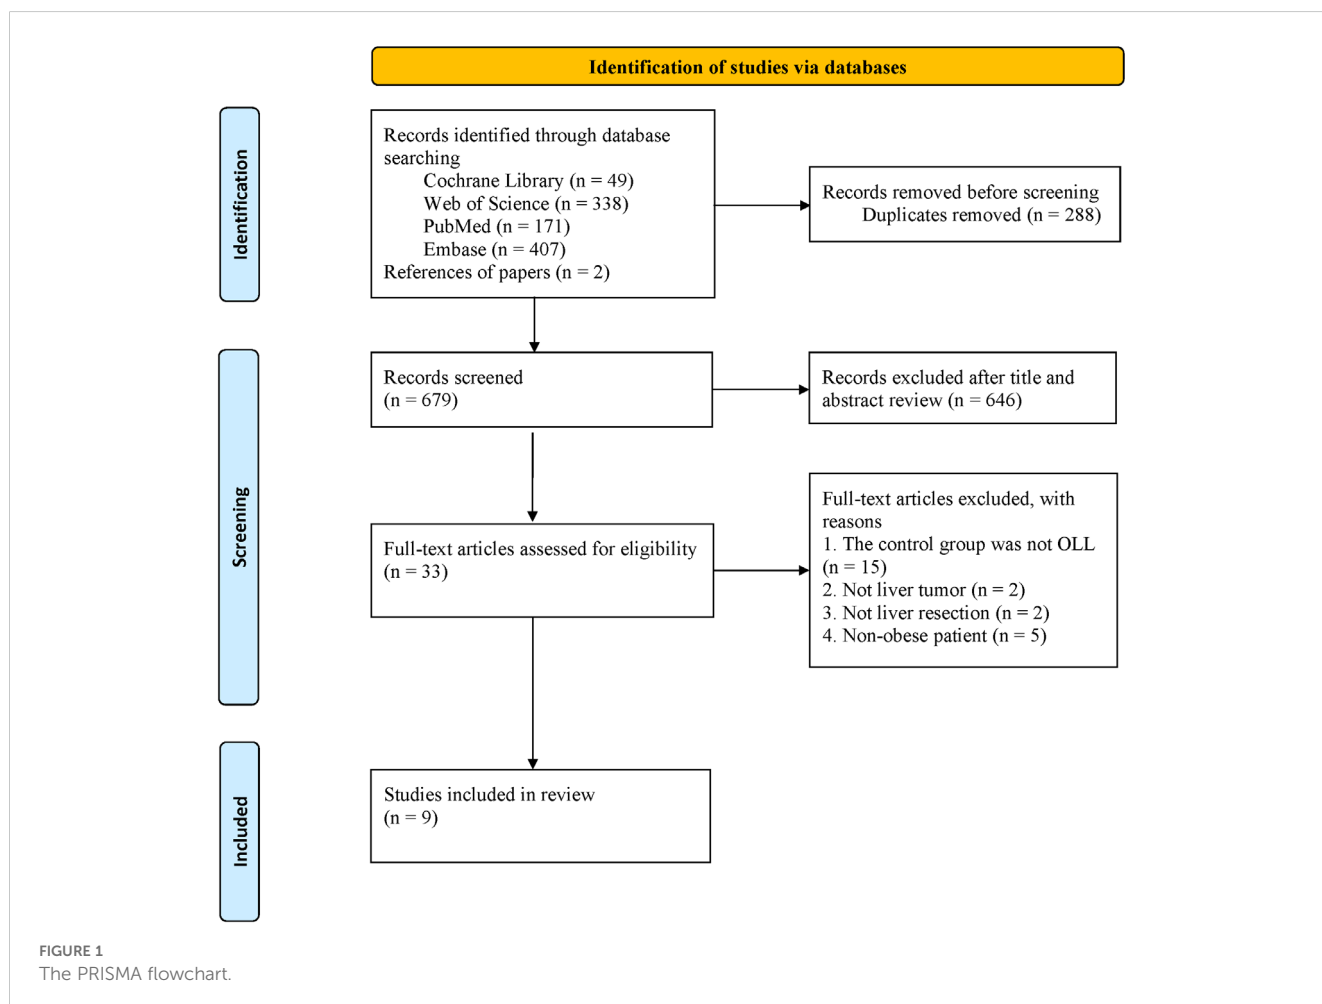 Identification of studies via databases
Identification
Records identified through database
searching
Cochrane Library (n = 49)
Web of Science (n = 338)
PubMed (n = 171)
Embase (n = 407)
References of papers (n = 2)
Records removed before screening
Duplicates removed (n = 288)
Screening
Records screened
(n = 679)
Records excluded after title and
abstract review (n = 646)
Full-text articles assessed for eligibility
(n = 33)
Full-text articles excluded, with
reasons
1. The control group was not OLL
(n = 15)
2. Not liver tumor (n = 2)
3. Not liver resection (n = 2)
4. Non-obese patient (n = 5)
Included
Studies included in review
(n = 9)
FIGURE 1
The PRISMA flowchart.